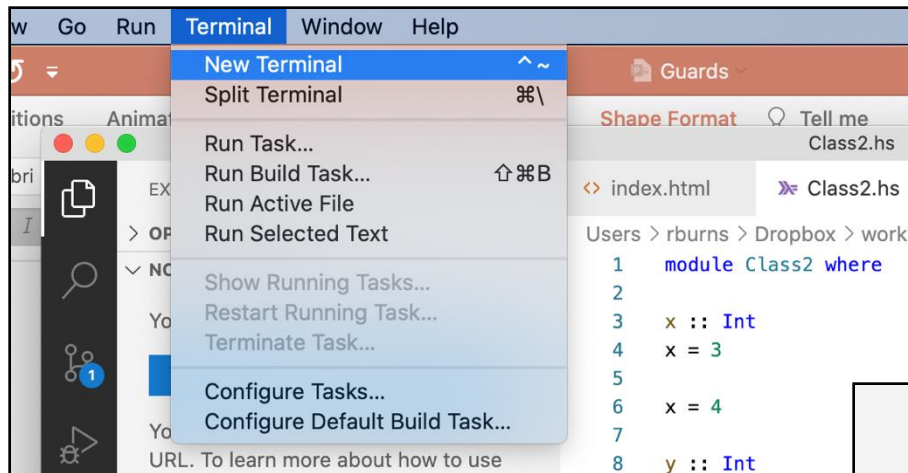 w Go Run Terminal Window Help
New Terminal ^ ~
Split Terminal ⌘\
Guards
itions Animat
Shape Format Tell me
Run Task...
Run Build Task... ⇧⌘B
Run Active File
Run Selected Text
Show Running Tasks...
Restart Running Task...
Terminate Task...
Configure Tasks...
Configure Default Build Task...
Class2.hs
bri
EX
index.html Class2.hs
I
> OP
Users > rburns > Dropbox > work
NO
1 module Class2 where
2
Yo
3 x :: Int
4 x = 3
5
1
6 x = 4
7
Yo
URL. To learn more about how to use
8 y :: Int